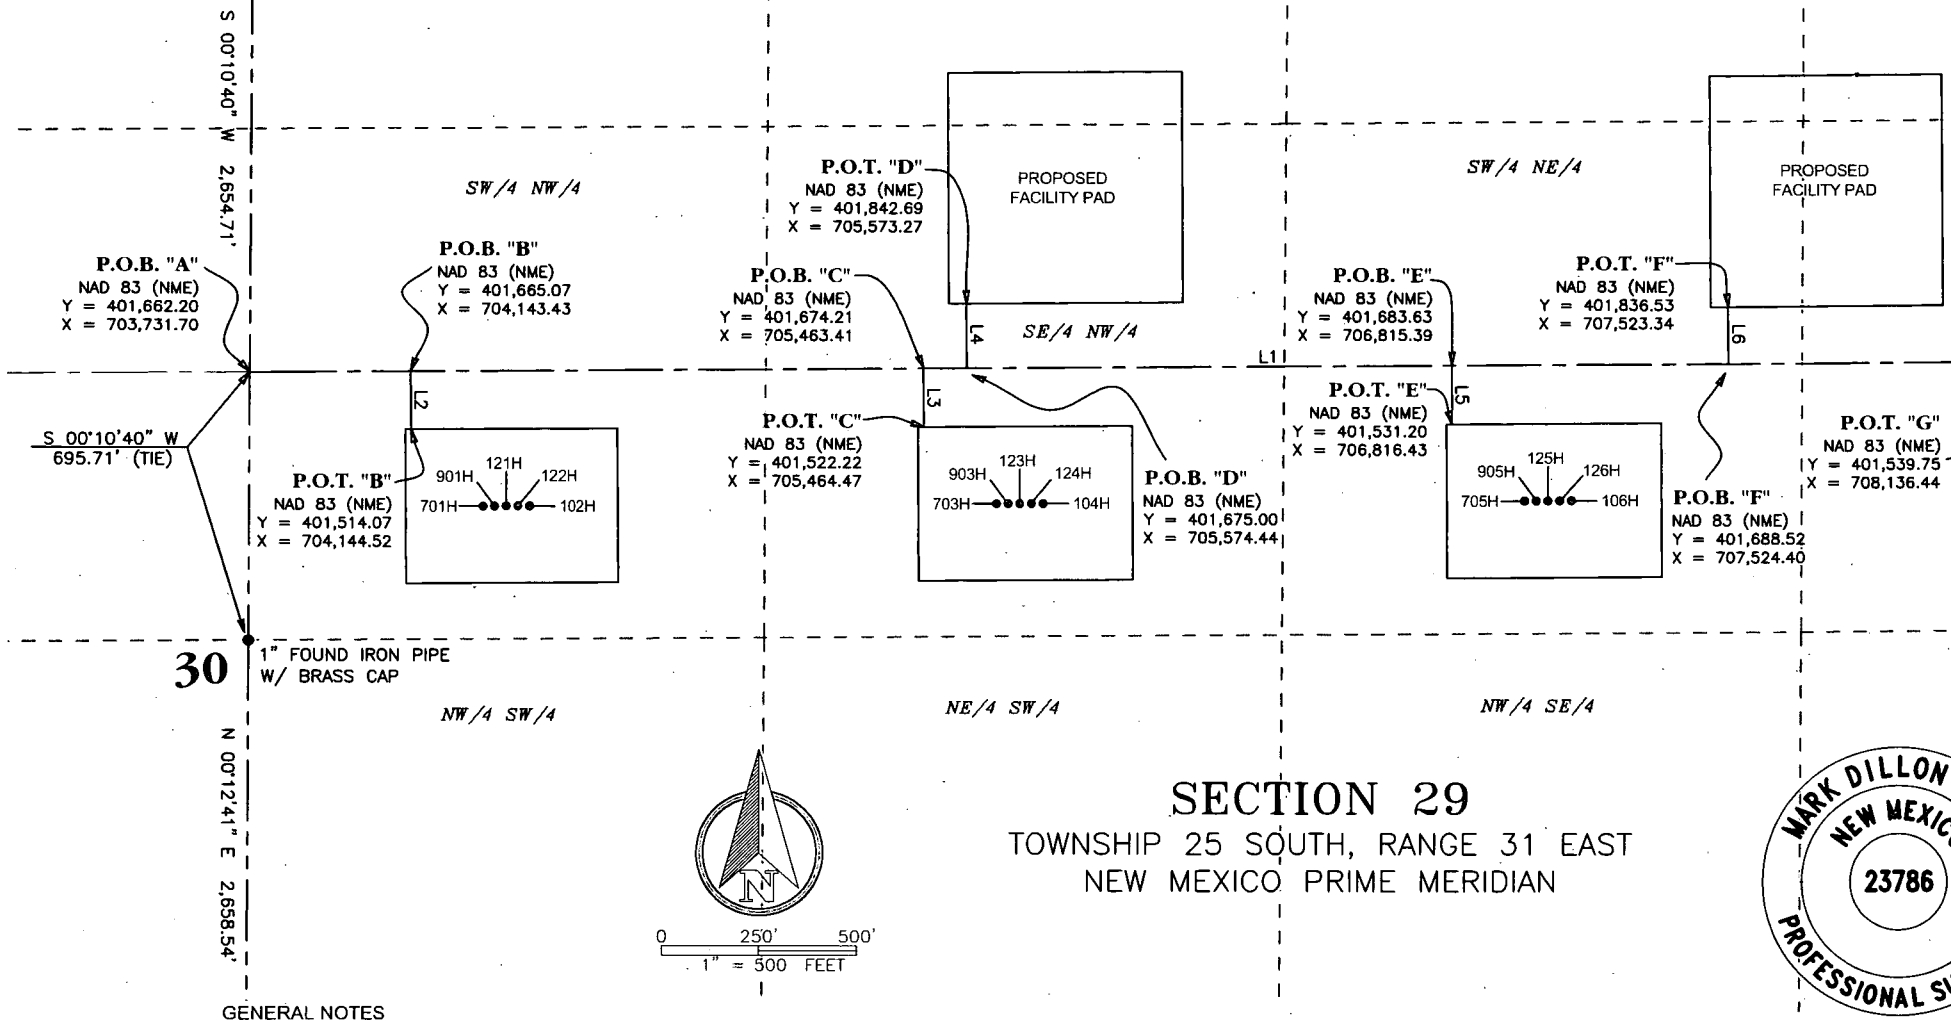 S 00°10'40" W 2,654.71'
SW/4 NW/4
P.O.T. "D"
NAD 83 (NME)
Y = 401,842.69
X = 705,573.27
PROPOSED
FACILITY PAD
SW/4 NE/4
PROPOSED
FACILITY PAD
P.O.B. "A"
NAD 83 (NME)
Y = 401,662.20
X = 703,731.70
P.O.B. "B"
NAD 83 (NME)
Y = 401,665.07
X = 704,143.43
P.O.B. "C"
NAD 83 (NME)
Y = 401,674.21
X = 705,463.41
L4
SE/4 NW/4
P.O.B. "E"
NAD 83 (NME)
Y = 401,683.63
X = 706,815.39
P.O.T. "F"
NAD 83 (NME)
Y = 401,836.53
X = 707,523.34
L6
L1
L2
L3
L5
S 00°10'40" W
695.71' (TIE)
P.O.T. "B"
NAD 83 (NME)
Y = 401,514.07
X = 704,144.52
121H
901H
122H
701H
102H
P.O.T. "C"
NAD 83 (NME)
Y = 401,522.22
X = 705,464.47
123H
903H
124H
703H
104H
P.O.B. "D"
NAD 83 (NME)
Y = 401,675.00
X = 705,574.44
P.O.T. "E"
NAD 83 (NME)
Y = 401,531.20
X = 706,816.43
125H
905H
126H
705H
106H
P.O.B. "F"
NAD 83 (NME)
Y = 401,688.52
X = 707,524.40
P.O.T. "G"
NAD 83 (NME)
Y = 401,539.75
X = 708,136.44
30
1" FOUND IRON PIPE
W/ BRASS CAP
NW/4 SW/4
NE/4 SW/4
NW/4 SE/4
N 00°12'41" E 2,658.54'
N
0 250' 500'
1" = 500 FEET
SECTION 29
TOWNSHIP 25 SOUTH, RANGE 31 EAST
NEW MEXICO PRIME MERIDIAN
MARK DILLON
NEW MEXIC
23786
PROFESSIONAL SU
GENERAL NOTES